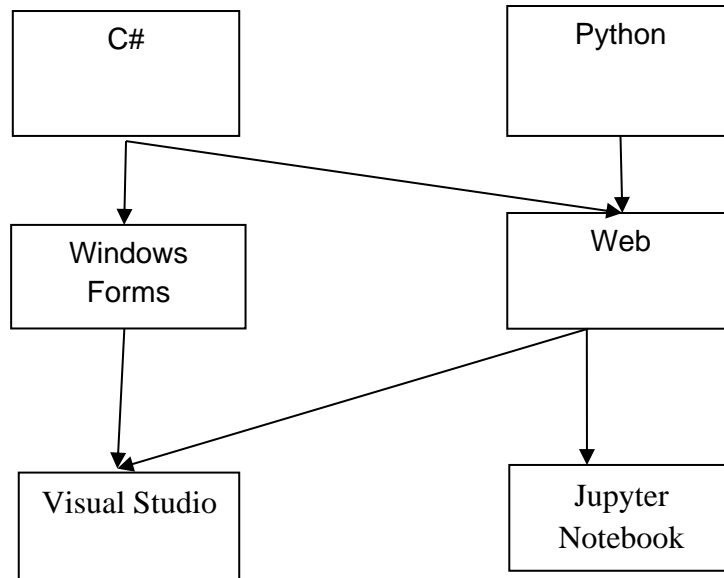 C#
Python
Windows
Forms
Web
Visual Studio
Jupyter
Notebook